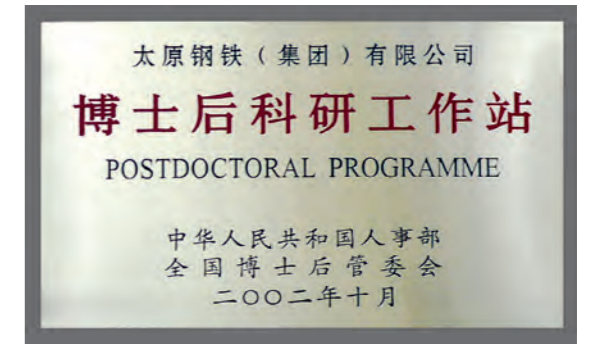 太原钢铁（集团）有限公司
博士后科研工作站
POSTDOCTORAL PROGRAMME
中华人民共和国人事部
全国博士后管委会
二〇〇二年十月